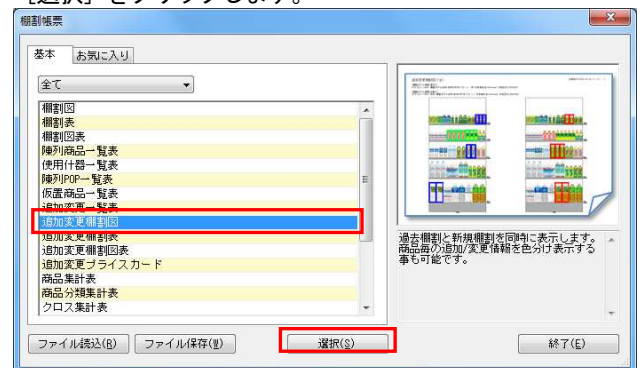 [選択] をクリックします。
棚割帳票
基本 お気に入り
全て
棚割図
棚割表
棚割図表
陳列商品一覧表
使用什器一覧表
陳列POP一覧表
仮置商品一覧表
追加変更一覧表
追加変更棚割図
追加変更棚割表
追加変更棚割図表
追加変更プライスカード
商品集計表
商品分類集計表
クロス集計表
過去棚割と新規棚割を同時に表示します。
商品毎の追加/変更情報を色分け表示する
事も可能です。
ファイル読込(R) ファイル保存(W) 選択(S) 終了(E)